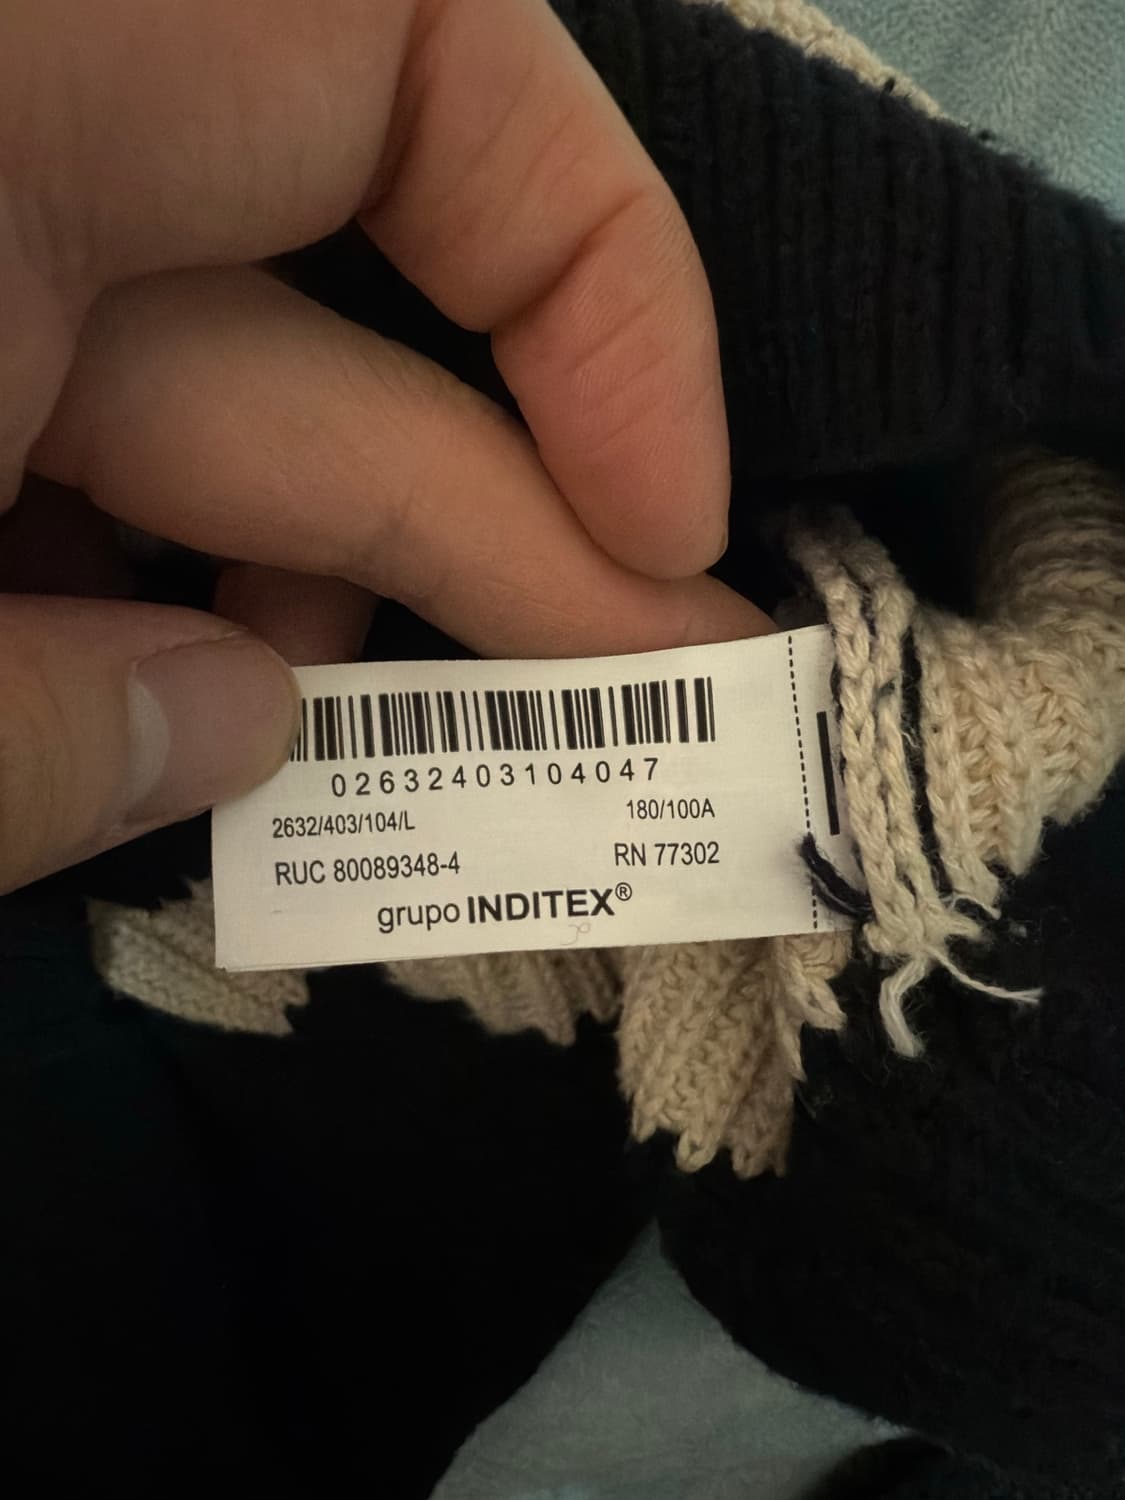 02632403104047
2632/403/104/L 180/100A
RUC 80089348-4 RN 77302
grupo INDITEX®